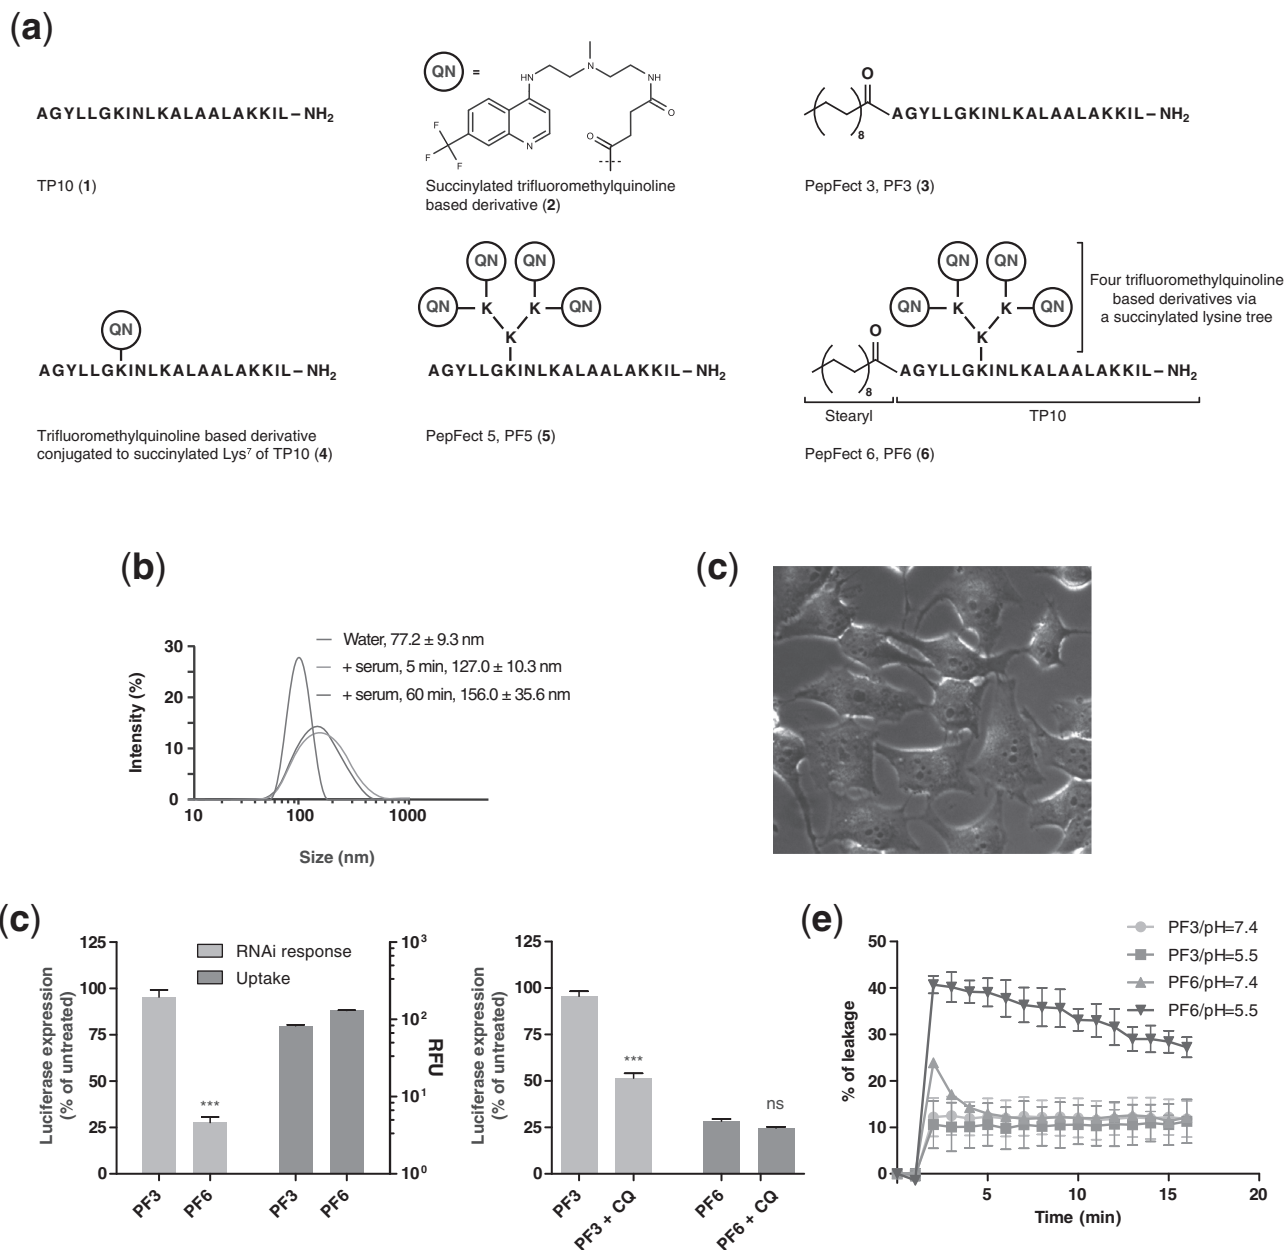 (a)
QN =
HN
N
NH
O
O
N
F
F
F
AGYLLGKINLKALAALAKKIL–NH2
TP10 (1)
Succinylated trifluoromethylquinoline
based derivative (2)
O
8
AGYLLGKINLKALAALAKKIL–NH2
PepFect 3, PF3 (3)
QN
AGYLLGKINLKALAALAKKIL–NH2
Trifluoromethylquinoline based derivative
conjugated to succinylated Lys7 of TP10 (4)
QN QN
QN K K QN
K
AGYLLGKINLKALAALAKKIL–NH2
PepFect 5, PF5 (5)
QN QN
QN K K QN
K
Four trifluoromethylquinoline
based derivatives via
a succinylated lysine tree
O
8
AGYLLGKINLKALAALAKKIL–NH2
Stearyl TP10
PepFect 6, PF6 (6)
(b)
Water, 77.2 ± 9.3 nm
+ serum, 5 min, 127.0 ± 10.3 nm
+ serum, 60 min, 156.0 ± 35.6 nm
Intensity (%)
30
20
10
0
10 100 1000
Size (nm)
(c)
(c)
Luciferase expression
(% of untreated)
125
100
75
50
25
0
RNAi response
Uptake
***
103
102
101
100
RFU
PF3 PF6 PF3 PF6
Luciferase expression
(% of untreated)
125
100
75
50
25
0
***
ns
PF3 PF3 + CQ PF6 PF6 + CQ
(e)
% of leakage
50
40
30
20
10
0
PF3/pH=7.4
PF3/pH=5.5
PF6/pH=7.4
PF6/pH=5.5
5 10 15 20
Time (min)